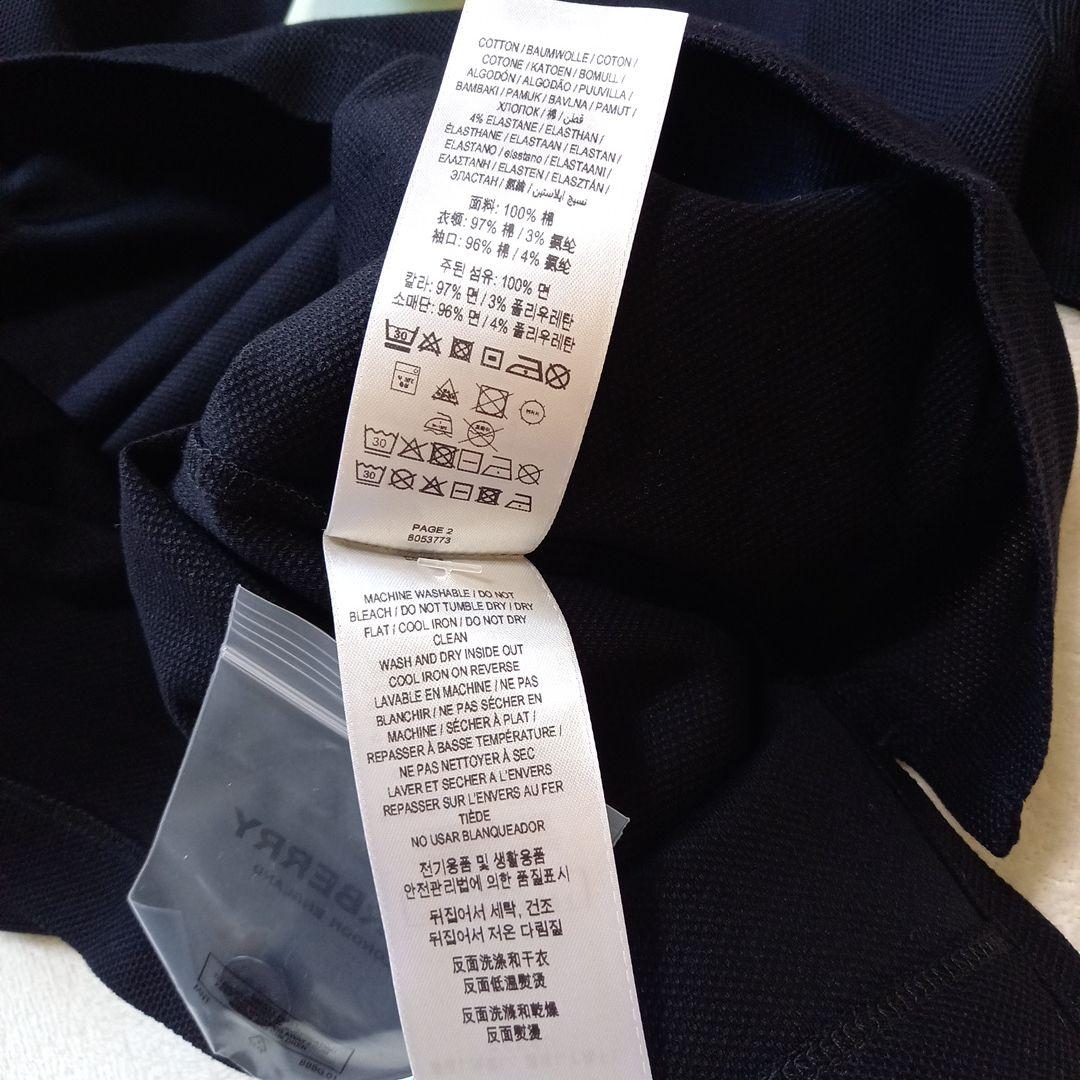 COTTON / BAUMWOLLE / COTON /
COTONE / KATOEN / BOMULL /
ALGODÓN / ALGODÃO / PUUVILLA /
BAMBAKI / PAMUK / BAVLNA / PAMUT /
ХЛОПОК / 棉 / قطن
4% ELASTANE / ELASTHAN /
ÉLASTHANE / ELASTAAN / ELASTAN /
ELASTANO / elastano / ELASTAANI /
ΕΛΑΣΤΑΝΗ / ELASTEN / ELASZTÁN /
ЭЛАСТАН / 氨綸 / نسيج إيلاستين
面料: 100% 棉
衣领: 97% 棉 / 3% 氨纶
袖口: 96% 棉 / 4% 氨纶
주된 섬유: 100% 면
칼라: 97% 면 / 3% 폴리우레탄
소매단: 96% 면 / 4% 폴리우레탄
30
30
30
PAGE 2
8053773
MACHINE WASHABLE / DO NOT
BLEACH / DO NOT TUMBLE DRY / DRY
FLAT / COOL IRON / DO NOT DRY
CLEAN
WASH AND DRY INSIDE OUT
COOL IRON ON REVERSE
LAVABLE EN MACHINE / NE PAS
BLANCHIR / NE PAS SÉCHER EN
MACHINE / SÉCHER À PLAT /
REPASSER À BASSE TEMPÉRATURE /
NE PAS NETTOYER À SEC
LAVER ET SECHER A L'ENVERS
REPASSER SUR L'ENVERS AU FER
TIÈDE
NO USAR BLANQUEADOR
전기용품 및 생활용품
안전관리법에 의한 품질표시
뒤집어서 세탁, 건조
뒤집어서 저온 다림질
反面洗涤和干衣
反面低温熨烫
反面洗滌和乾燥
反面熨燙
BERRY